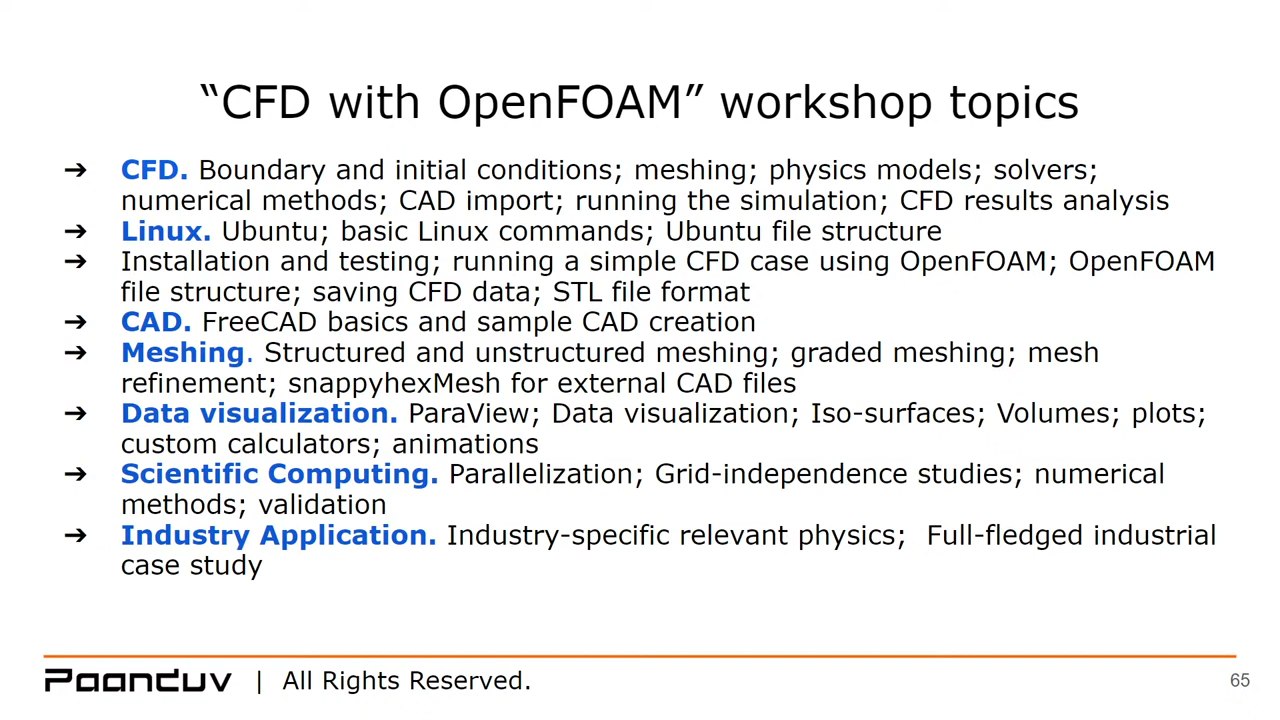 “CFD with OpenFOAM” workshop topics
➔ CFD. Boundary and initial conditions; meshing; physics models; solvers;
numerical methods; CAD import; running the simulation; CFD results analysis
➔ Linux. Ubuntu; basic Linux commands; Ubuntu file structure
➔ Installation and testing; running a simple CFD case using OpenFOAM; OpenFOAM
file structure; saving CFD data; STL file format
➔ CAD. FreeCAD basics and sample CAD creation
➔ Meshing. Structured and unstructured meshing; graded meshing; mesh
refinement; snappyhexMesh for external CAD files
➔ Data visualization. ParaView; Data visualization; Iso-surfaces; Volumes; plots;
custom calculators; animations
➔ Scientific Computing. Parallelization; Grid-independence studies; numerical
methods; validation
➔ Industry Application. Industry-specific relevant physics;  Full-fledged industrial
case study
Paanduv | All Rights Reserved.
65